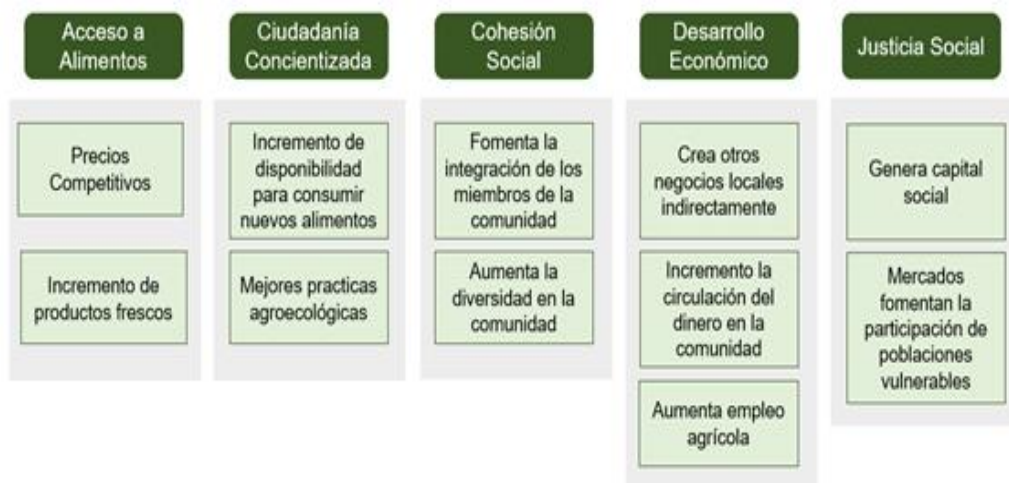 Acceso a
Alimentos
Precios
Competitivos
Incremento de
productos frescos
Ciudadanía
Concientizada
Incremento de
disponibilidad
para consumir
nuevos alimentos
Mejores practicas
agroecológicas
Cohesión
Social
Fomenta la
integración de los
miembros de la
comunidad
Aumenta la
diversidad en la
comunidad
Desarrollo
Económico
Crea otros
negocios locales
indirectamente
Incremento la
circulación del
dinero en la
comunidad
Aumenta empleo
agrícola
Justicia Social
Genera capital
social
Mercados
fomentan la
participación de
poblaciones
vulnerables